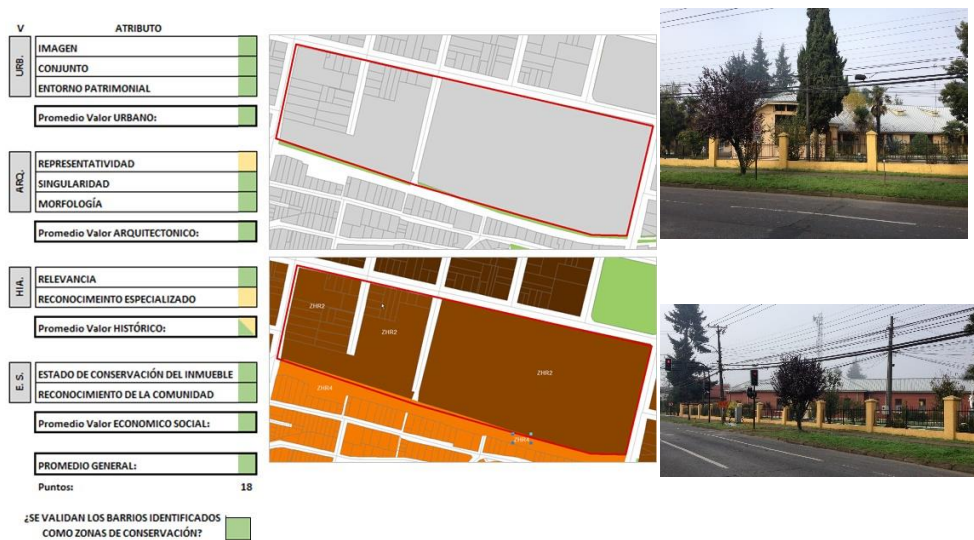 V ATRIBUTO
URB.
IMAGEN
CONJUNTO
ENTORNO PATRIMONIAL
Promedio Valor URBANO:
ARQ.
REPRESENTATIVIDAD
SINGULARIDAD
MORFOLOGÍA
Promedio Valor ARQUITECTONICO:
HIA.
RELEVANCIA
RECONOCIMEINTO ESPECIALIZADO
Promedio Valor HISTÓRICO:
E. S.
ESTADO DE CONSERVACIÓN DEL INMUEBLE
RECONOCIMIENTO DE LA COMUNIDAD
Promedio Valor ECONOMICO SOCIAL:
PROMEDIO GENERAL:
Puntos: 18
¿SE VALIDAN LOS BARRIOS IDENTIFICADOS
COMO ZONAS DE CONSERVACIÓN?
ZHR2
ZHR2
ZHR2
ZHR4
ZHR4